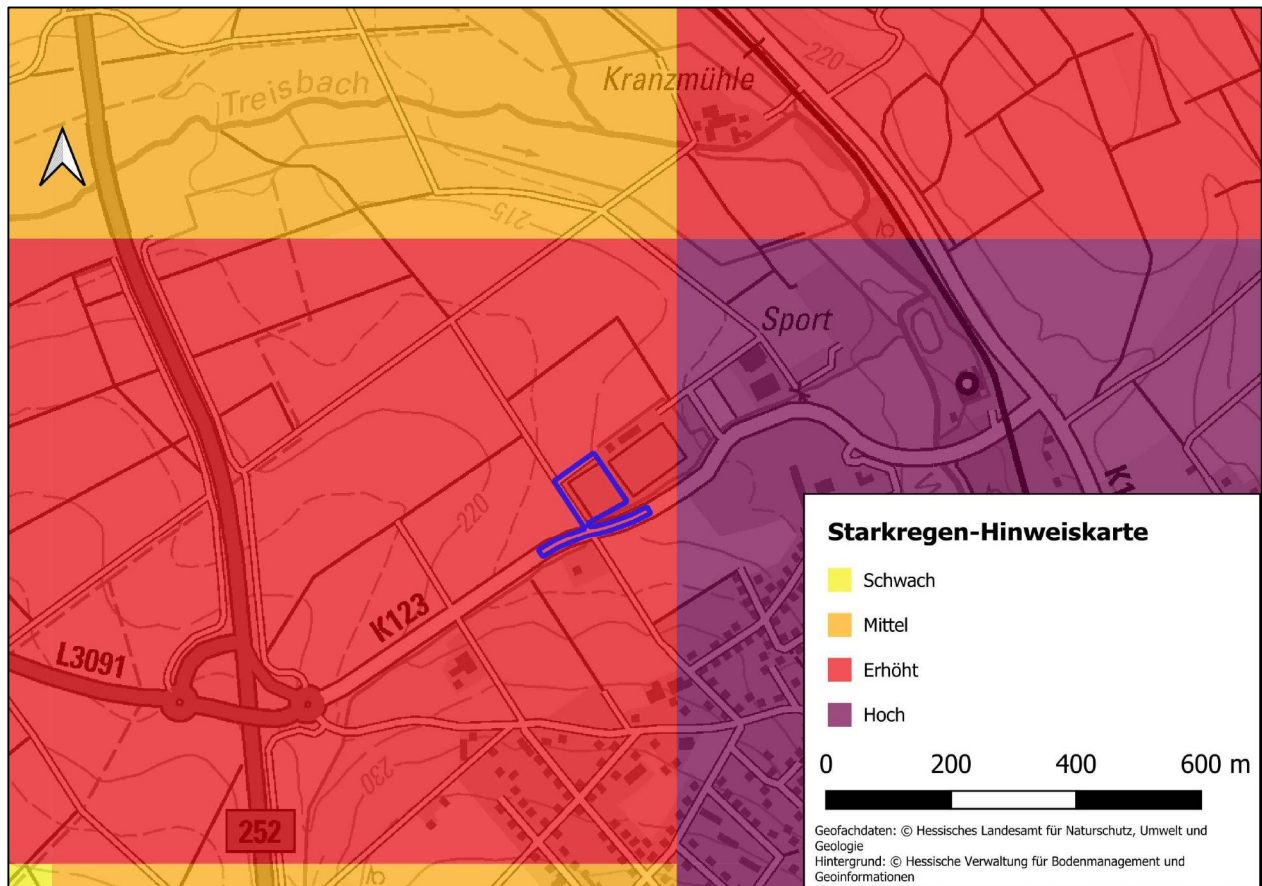 Kranzmühle
220
Treisbach
215
Sport
220
K123
L3091
230
252
Starkregen-Hinweiskarte
Schwach
Mittel
Erhöht
Hoch
0 200 400 600 m
Geofachdaten: © Hessisches Landesamt für Naturschutz, Umwelt und
Geologie
Hintergrund: © Hessische Verwaltung für Bodenmanagement und
Geoinformationen